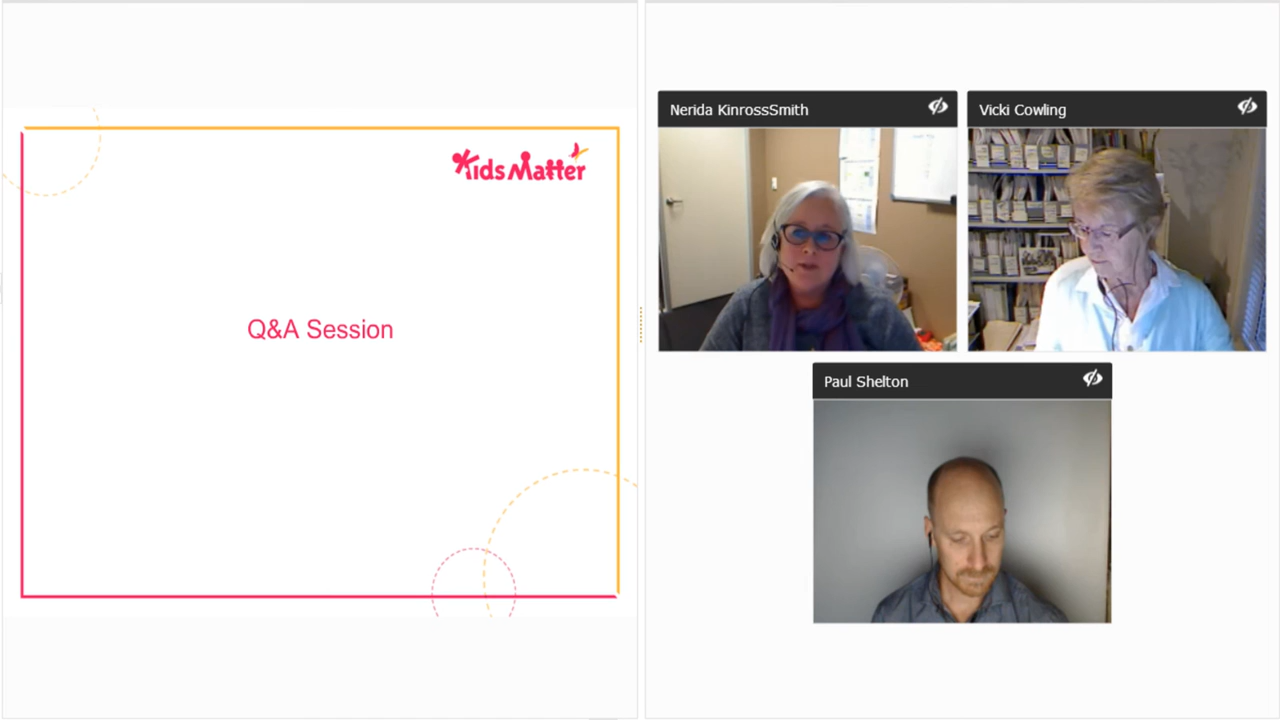 KidsMatter
Q&A Session
Nerida KinrossSmith
Vicki Cowling
Paul Shelton